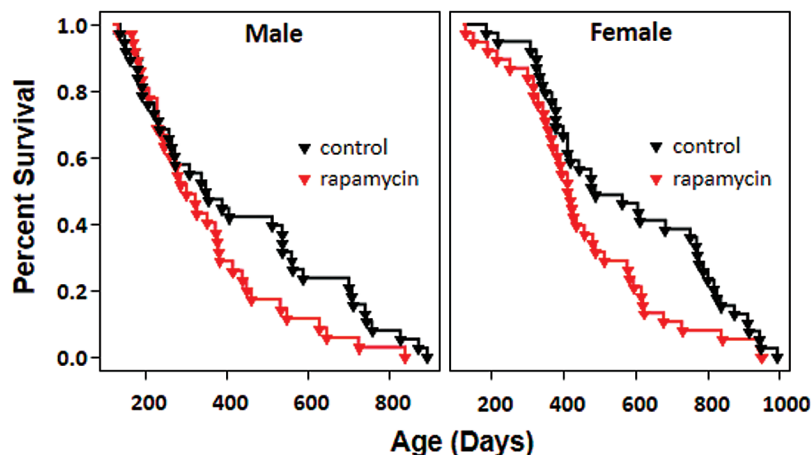 Male
Female
Percent Survival
1.0
0.8
0.6
0.4
0.2
0.0
control
rapamycin
control
rapamycin
200
400
600
800
200
400
600
800
1000
Age (Days)